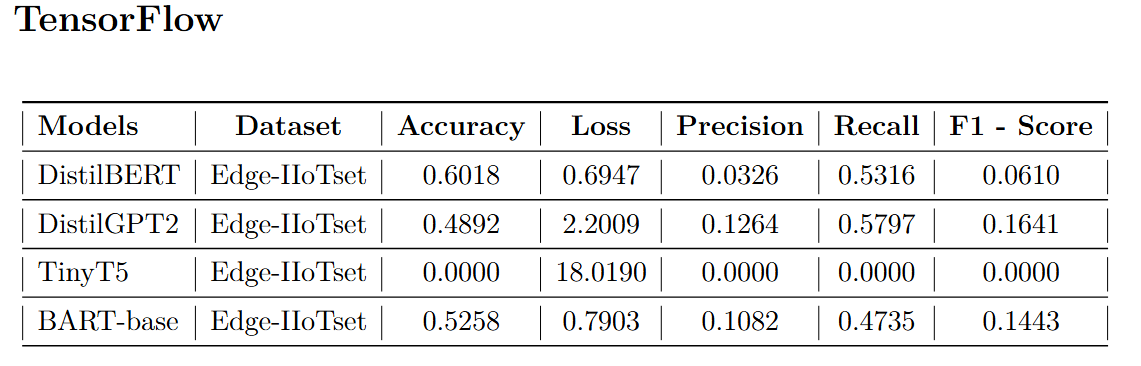 TensorFlow
Models Dataset Accuracy Loss Precision Recall F1 - Score
DistilBERT Edge-IIoTset 0.6018 0.6947 0.0326 0.5316 0.0610
DistilGPT2 Edge-IIoTset 0.4892 2.2009 0.1264 0.5797 0.1641
TinyT5 Edge-IIoTset 0.0000 18.0190 0.0000 0.0000 0.0000
BART-base Edge-IIoTset 0.5258 0.7903 0.1082 0.4735 0.1443